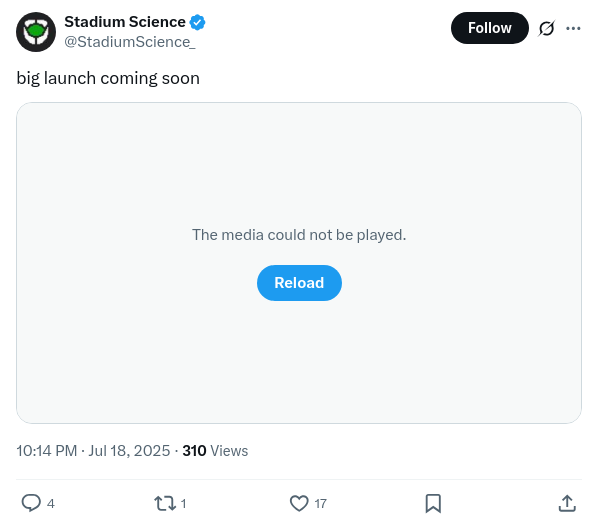 Stadium Science
Follow
@StadiumScience_
big launch coming soon
The media could not be played.
Reload
10:14 PM · Jul 18, 2025 · 310 Views
4
1
17